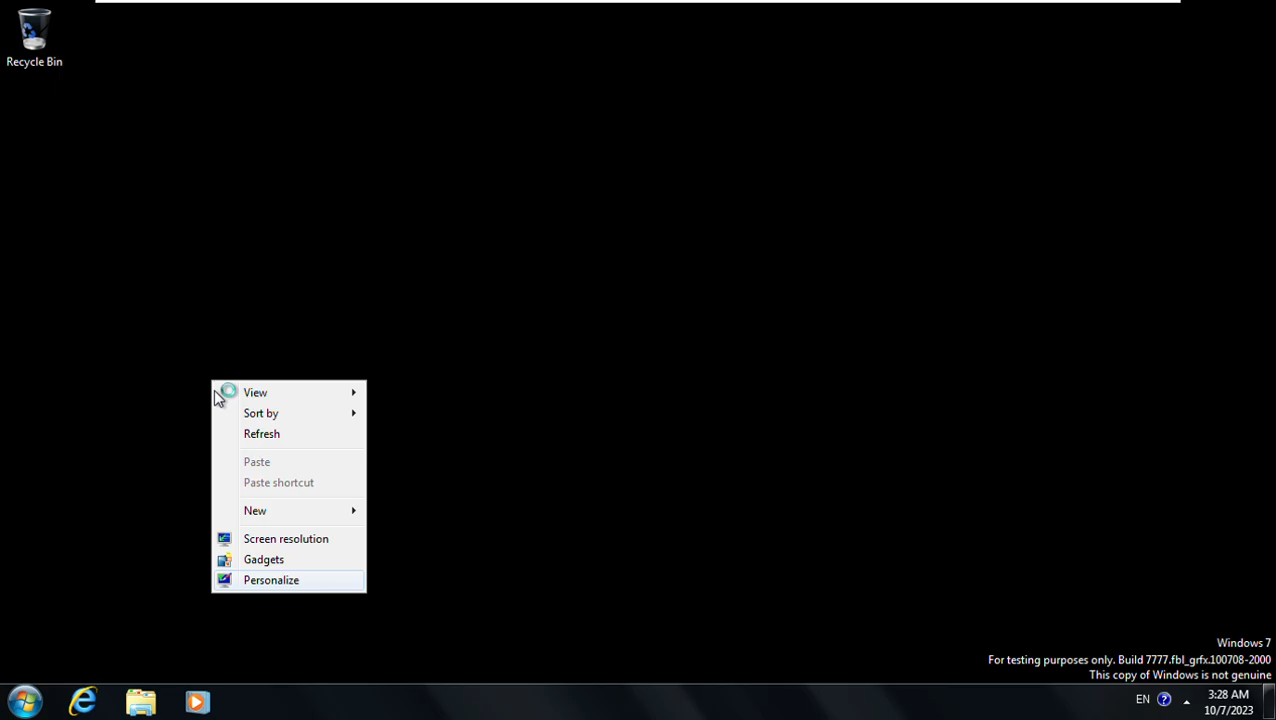 Recycle Bin
View
Sort by
Refresh
Paste
Paste shortcut
New
Screen resolution
Gadgets
Personalize
Windows 7
For testing purposes only. Build 7777.fbl_grfx.100708-2000
This copy of Windows is not genuine
EN
3:28 AM
10/7/2023